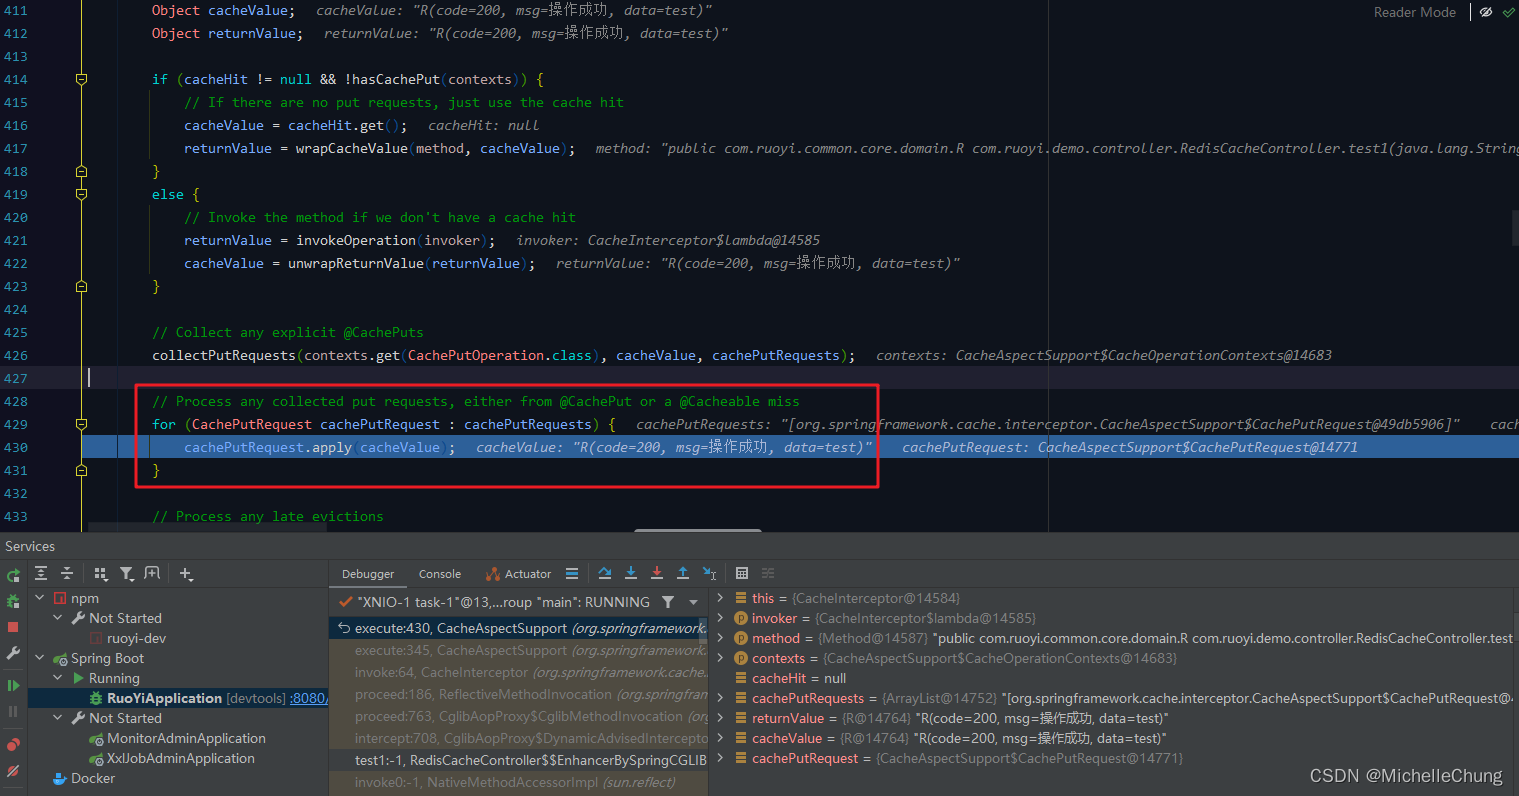 Reader Mode
411 Object cacheValue; cacheValue: "R(code=200, msg=操作成功, data=test)"
412 Object returnValue; returnValue: "R(code=200, msg=操作成功, data=test)"
413
414 if (cacheHit != null && !hasCachePut(contexts)) {
415 // If there are no put requests, just use the cache hit
416 cacheValue = cacheHit.get(); cacheHit: null
417 returnValue = wrapCacheValue(method, cacheValue); method: "public com.ruoyi.common.core.domain.R com.ruoyi.demo.controller.RedisCacheController.test1(java.lang.String
418 }
419 else {
420 // Invoke the method if we don't have a cache hit
421 returnValue = invokeOperation(invoker); invoker: CacheInterceptor$lambda@14585
422 cacheValue = unwrapReturnValue(returnValue); returnValue: "R(code=200, msg=操作成功, data=test)"
423 }
424
425 // Collect any explicit @CachePuts
426 collectPutRequests(contexts.get(CachePutOperation.class), cacheValue, cachePutRequests); contexts: CacheAspectSupport$CacheOperationContexts@14683
427
428 // Process any collected put requests, either from @CachePut or a @Cacheable miss
429 for (CachePutRequest cachePutRequest : cachePutRequests) { cachePutRequests: "[org.springframework.cache.interceptor.CacheAspectSupport$CachePutRequest@49db5906]" cach
430 cachePutRequest.apply(cacheValue); cacheValue: "R(code=200, msg=操作成功, data=test)" cachePutRequest: CacheAspectSupport$CachePutRequest@14771
431 }
432
433 // Process any late evictions
Services
npm
Not Started
ruoyi-dev
Spring Boot
Running
RuoYiApplication [devtools] :8080/
Not Started
MonitorAdminApplication
XxlJobAdminApplication
Docker
Debugger Console Actuator
"XNIO-1 task-1"@13,...roup "main": RUNNING
execute:430, CacheAspectSupport (org.springframework.
execute:345, CacheAspectSupport (org.springframework.
invoke:64, CacheInterceptor (org.springframework.cache.
proceed:186, ReflectiveMethodInvocation (org.springfram
proceed:763, CglibAopProxy$CglibMethodInvocation (org
intercept:708, CglibAopProxy$DynamicAdvisedIntercepto
test1:-1, RedisCacheController$$EnhancerBySpringCGLIB
invoke0:-1, NativeMethodAccessorImpl (sun.reflect)
this = {CacheInterceptor@14584}
invoker = {CacheInterceptor$lambda@14585}
method = {Method@14587} "public com.ruoyi.common.core.domain.R com.ruoyi.demo.controller.RedisCacheController.test
contexts = {CacheAspectSupport$CacheOperationContexts@14683}
cacheHit = null
cachePutRequests = {ArrayList@14752} "[org.springframework.cache.interceptor.CacheAspectSupport$CachePutRequest@4
returnValue = {R@14764} "R(code=200, msg=操作成功, data=test)"
cacheValue = {R@14764} "R(code=200, msg=操作成功, data=test)"
cachePutRequest = {CacheAspectSupport$CachePutRequest@14771}
CSDN @MichelleChung